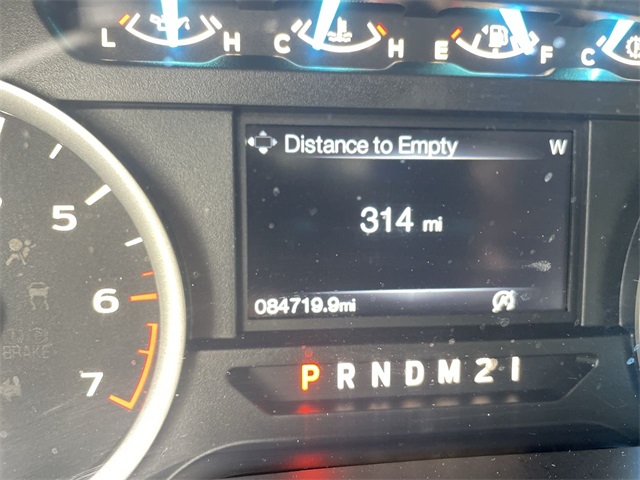 L H C H E F C
Distance to Empty W
5
314 mi
6
084719.9mi
BRAKE
7
P R N D M 2 1